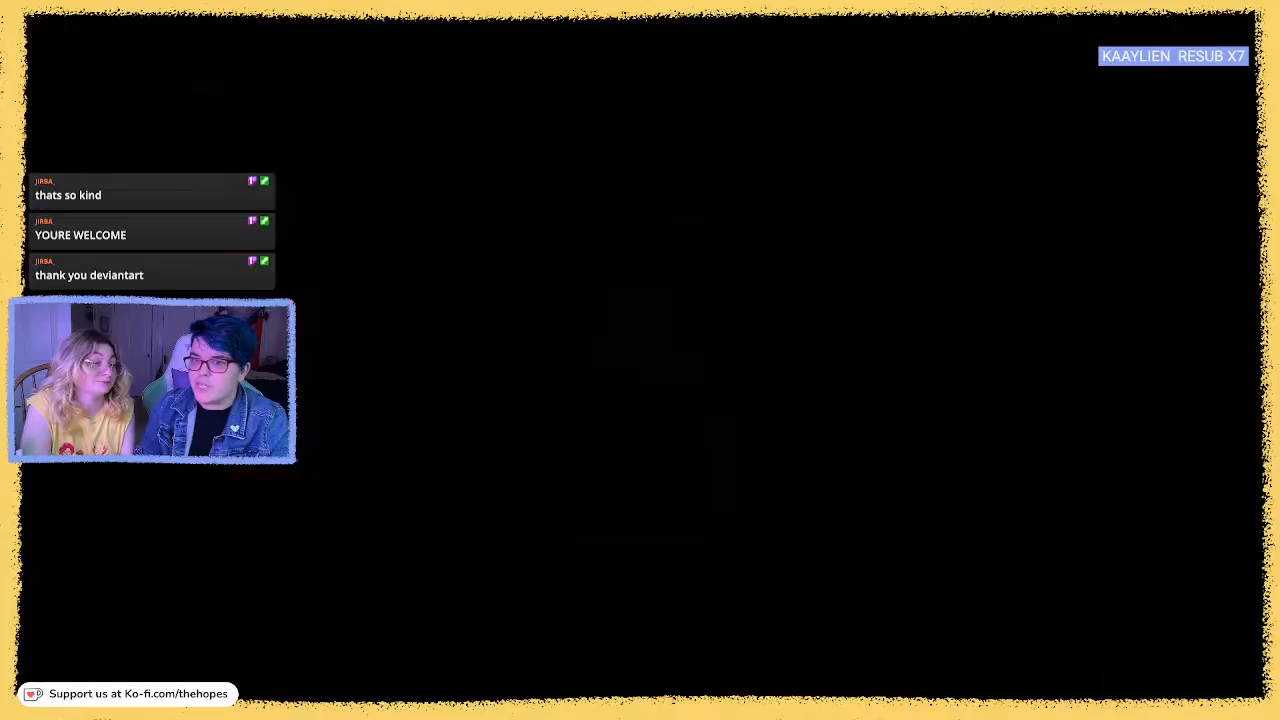 KAAYLIEN RESUB X7
JIRBA
thats so kind
JIRBA
YOURE WELCOME
JIRBA
thank you deviantart
Support us at Ko-fi.com/thehopes